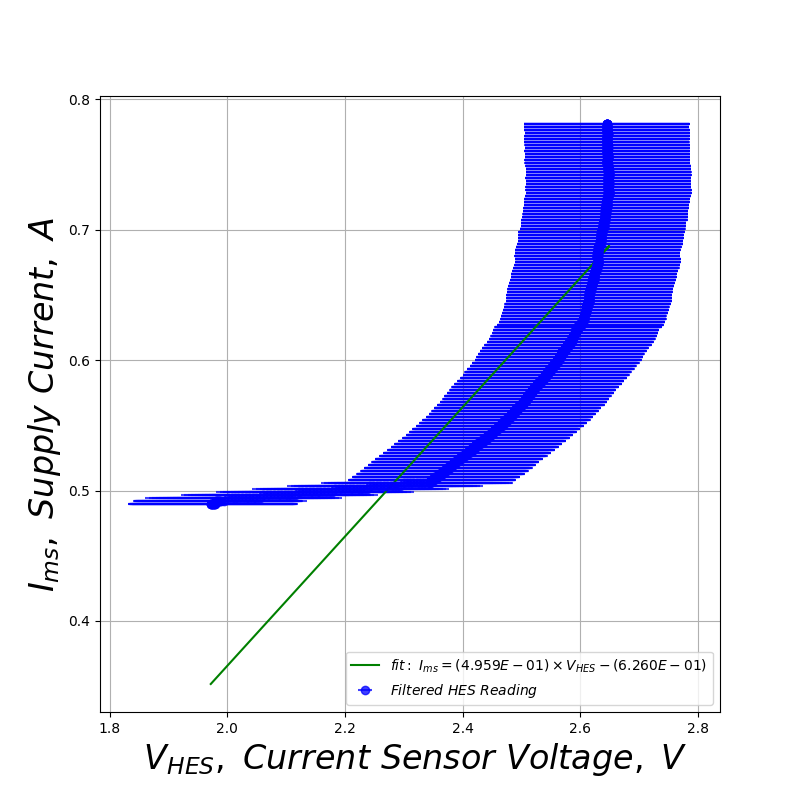 0.8
0.7
0.6
0.5
0.4
I_ms, Supply Current, A
fit: I_ms = (4.959E − 01) × V_HES − (6.260E − 01)
Filtered HES Reading
1.8 2.0 2.2 2.4 2.6 2.8
V_HES, Current Sensor Voltage, V